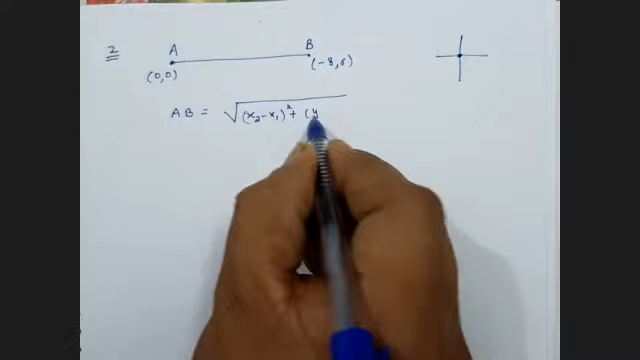 2
A B
(0,0) (-8,6)
AB = √(x₂-x₁)² + (y